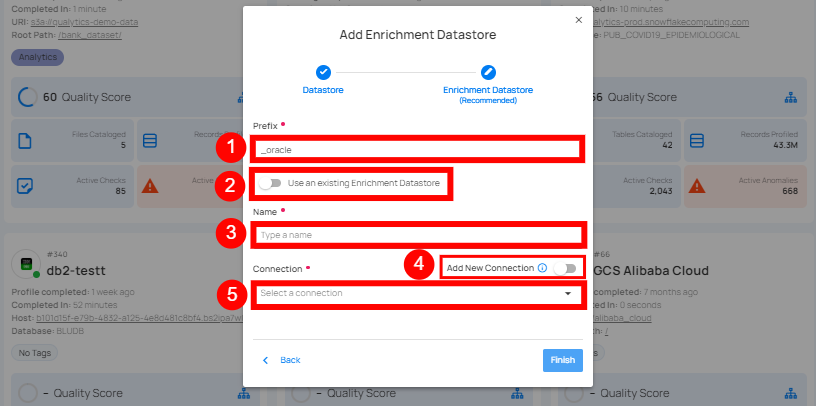 Completed In: 1 minute
URI: s3a://qualytics-demo-data
Root Path: /bank_dataset/
Analytics
60 Quality Score
Files Cataloged
5
Records
Active Checks
85
Active
#340
db2-testt
Profile completed: 1 week ago
Completed In: 52 minutes
Host: b101d15f-e79b-4832-a125-4e8d481c8bf4.bs2ipa7w
Database: BLUDB
No Tags
– Quality Score
×
Add Enrichment Datastore
Datastore
Enrichment Datastore
(Recommended)
Prefix
1
_oracle
2
Use an existing Enrichment Datastore
Name
3
Type a name
4
Connection
Add New Connection
5
Select a connection
Back
Finish
– Quality Score
Completed In: 10 minutes
alytics-prod.snowflakecomputing.com
PUB_COVID19_EPIDEMIOLOGICAL
56 Quality Score
Tables Cataloged
42
Records Profiled
43.3M
Active Checks
2,043
Active Anomalies
668
#66
GCS Alibaba Cloud
completed: 7 months ago
0 seconds
alibaba_cloud
/
– Quality Score